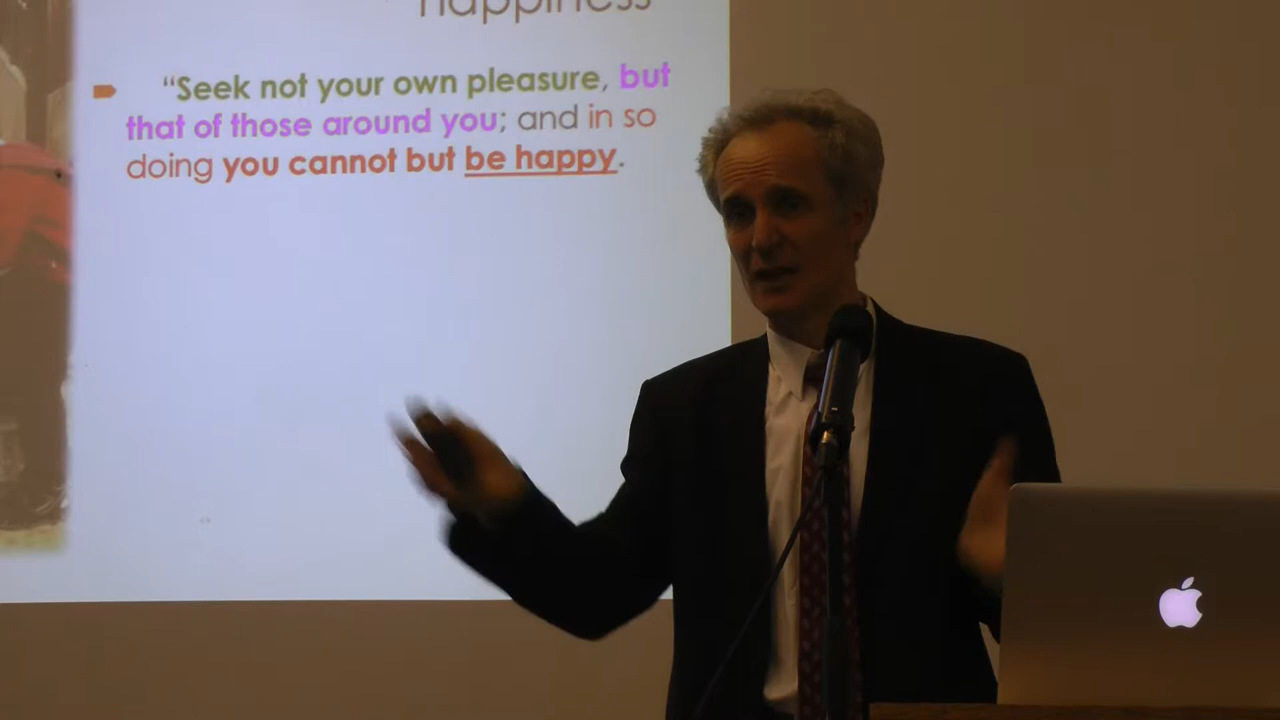 happiness
“Seek not your own pleasure, but
that of those around you; and in so
doing you cannot but be happy.